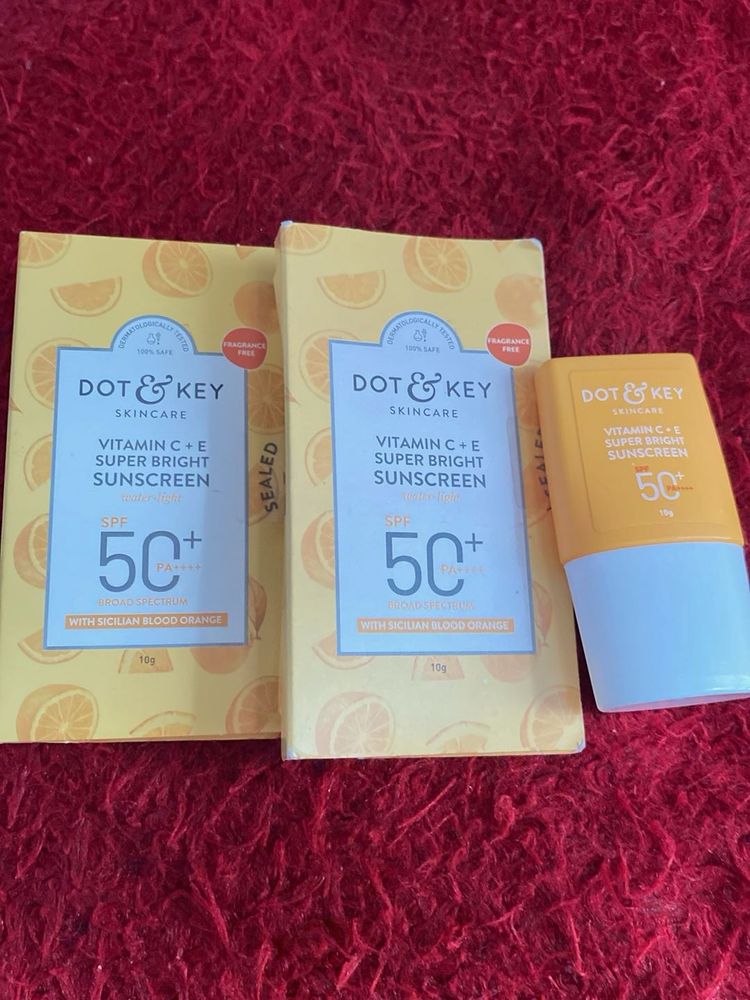 DERMATOLOGICALLY TESTED
100% SAFE
FRAGRANCE
FREE
DOT & KEY
SKINCARE
VITAMIN C + E
SUPER BRIGHT
SUNSCREEN
water-light
SPF
50+
PA++++
BROAD SPECTRUM
WITH SICILIAN BLOOD ORANGE
10g
SEALED
DERMATOLOGICALLY TESTED
100% SAFE
FRAGRANCE
FREE
DOT & KEY
SKINCARE
VITAMIN C + E
SUPER BRIGHT
SUNSCREEN
water-light
SPF
50+
PA++++
BROAD SPECTRUM
WITH SICILIAN BLOOD ORANGE
10g
SEALED
DOT & KEY
SKINCARE
VITAMIN C + E
SUPER BRIGHT
SUNSCREEN
SPF
50+
PA++++
10g